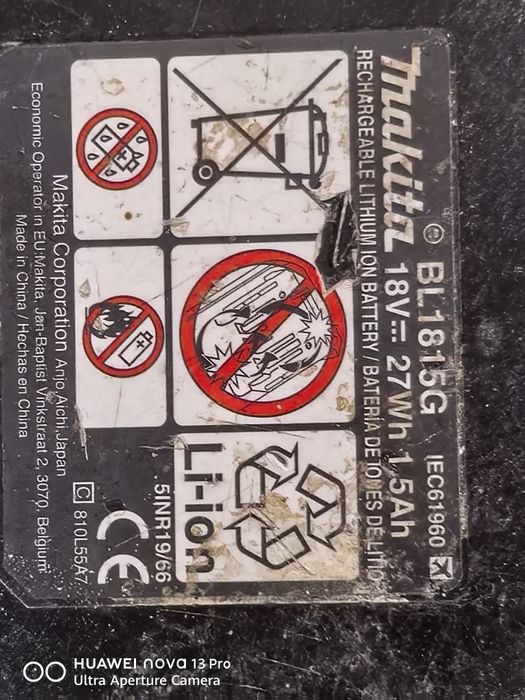 makita BL1815G IEC61960
18V⎓ 27Wh 1,5Ah
RECHARGEABLE LITHIUM ION BATTERY / BATERÍA DE IONES DE LITIO
Li-ion
5INR19/66
CE
C 810L55A7
Makita Corporation Anjo, Aichi, Japan
Economic Operator in EU:Makita, Jan-Baptist Vinkstraat 2, 3070, Belgium
Made in China / Hechas en China
HUAWEI nova 13 Pro
Ultra Aperture Camera